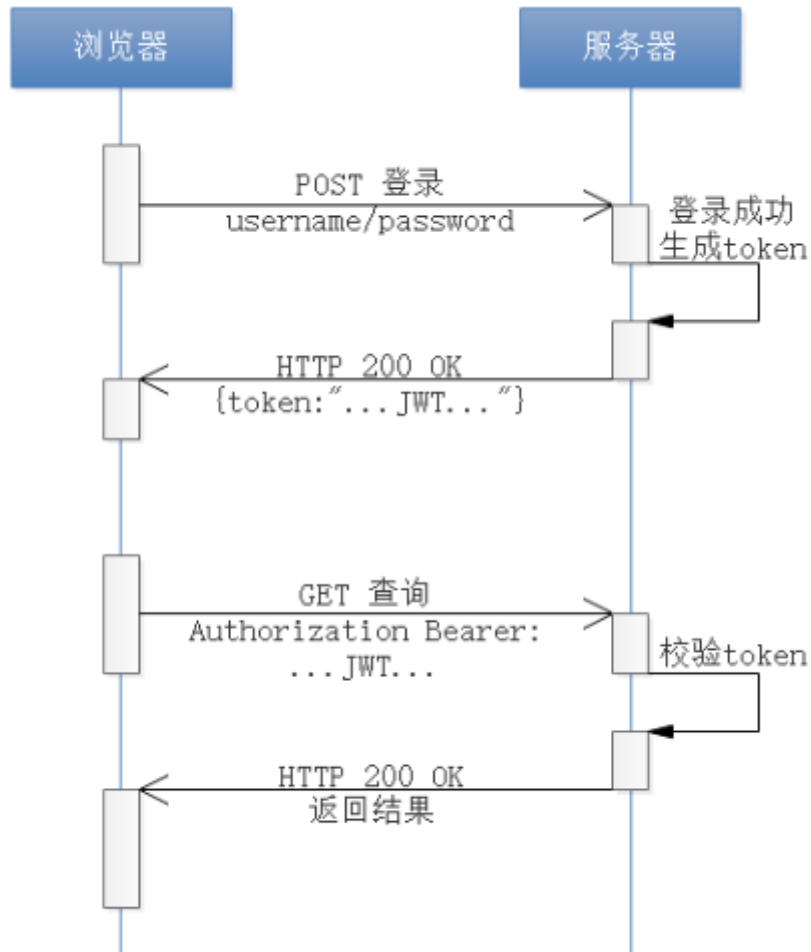 浏览器
服务器
POST 登录
username/password
登录成功
生成token
HTTP 200 OK
{token:"...JWT..."}
GET 查询
Authorization Bearer:
...JWT...
校验token
HTTP 200 OK
返回结果